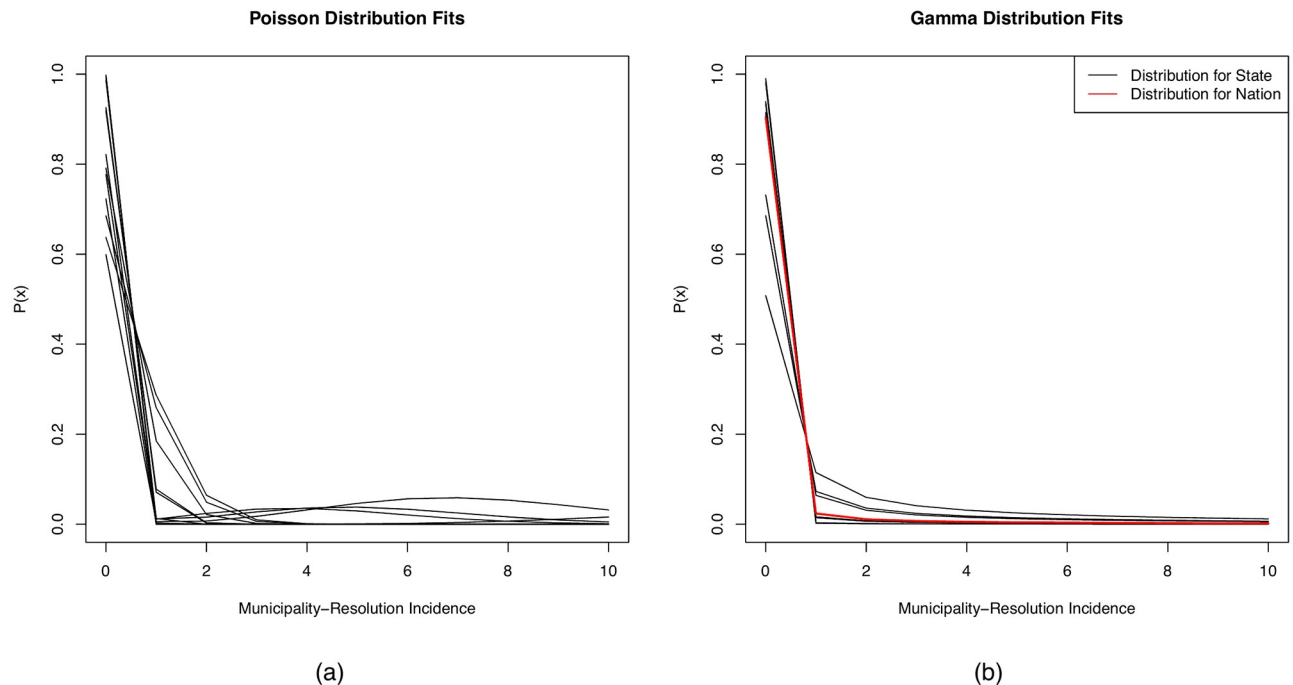 Poisson Distribution Fits
P(x)
1.0
0.8
0.6
0.4
0.2
0.0
0 2 4 6 8 10
Municipality−Resolution Incidence
(a)
Gamma Distribution Fits
Distribution for State
Distribution for Nation
P(x)
1.0
0.8
0.6
0.4
0.2
0.0
0 2 4 6 8 10
Municipality−Resolution Incidence
(b)